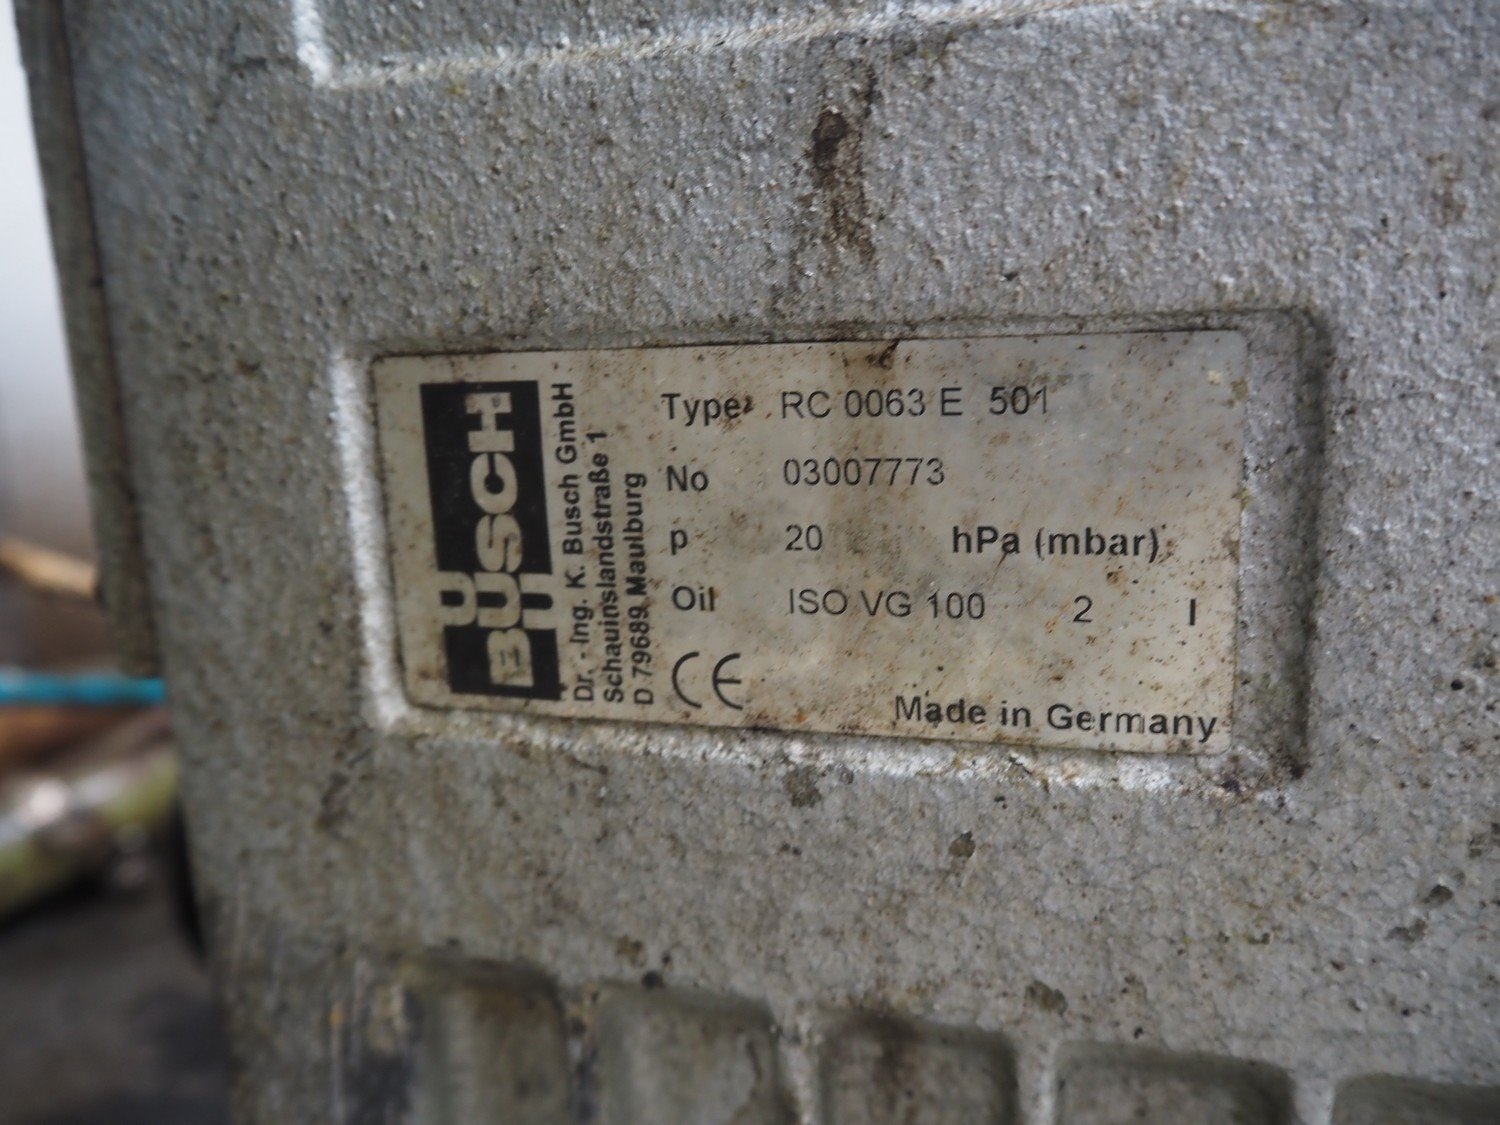 BUSCH
Dr. - Ing. K. Busch GmbH
Schauinslandstraße 1
D 79689 Maulburg
Type: RC 0063 E 501
No 03007773
p 20 hPa (mbar)
Oil ISO VG 100 2 l
CE
Made in Germany